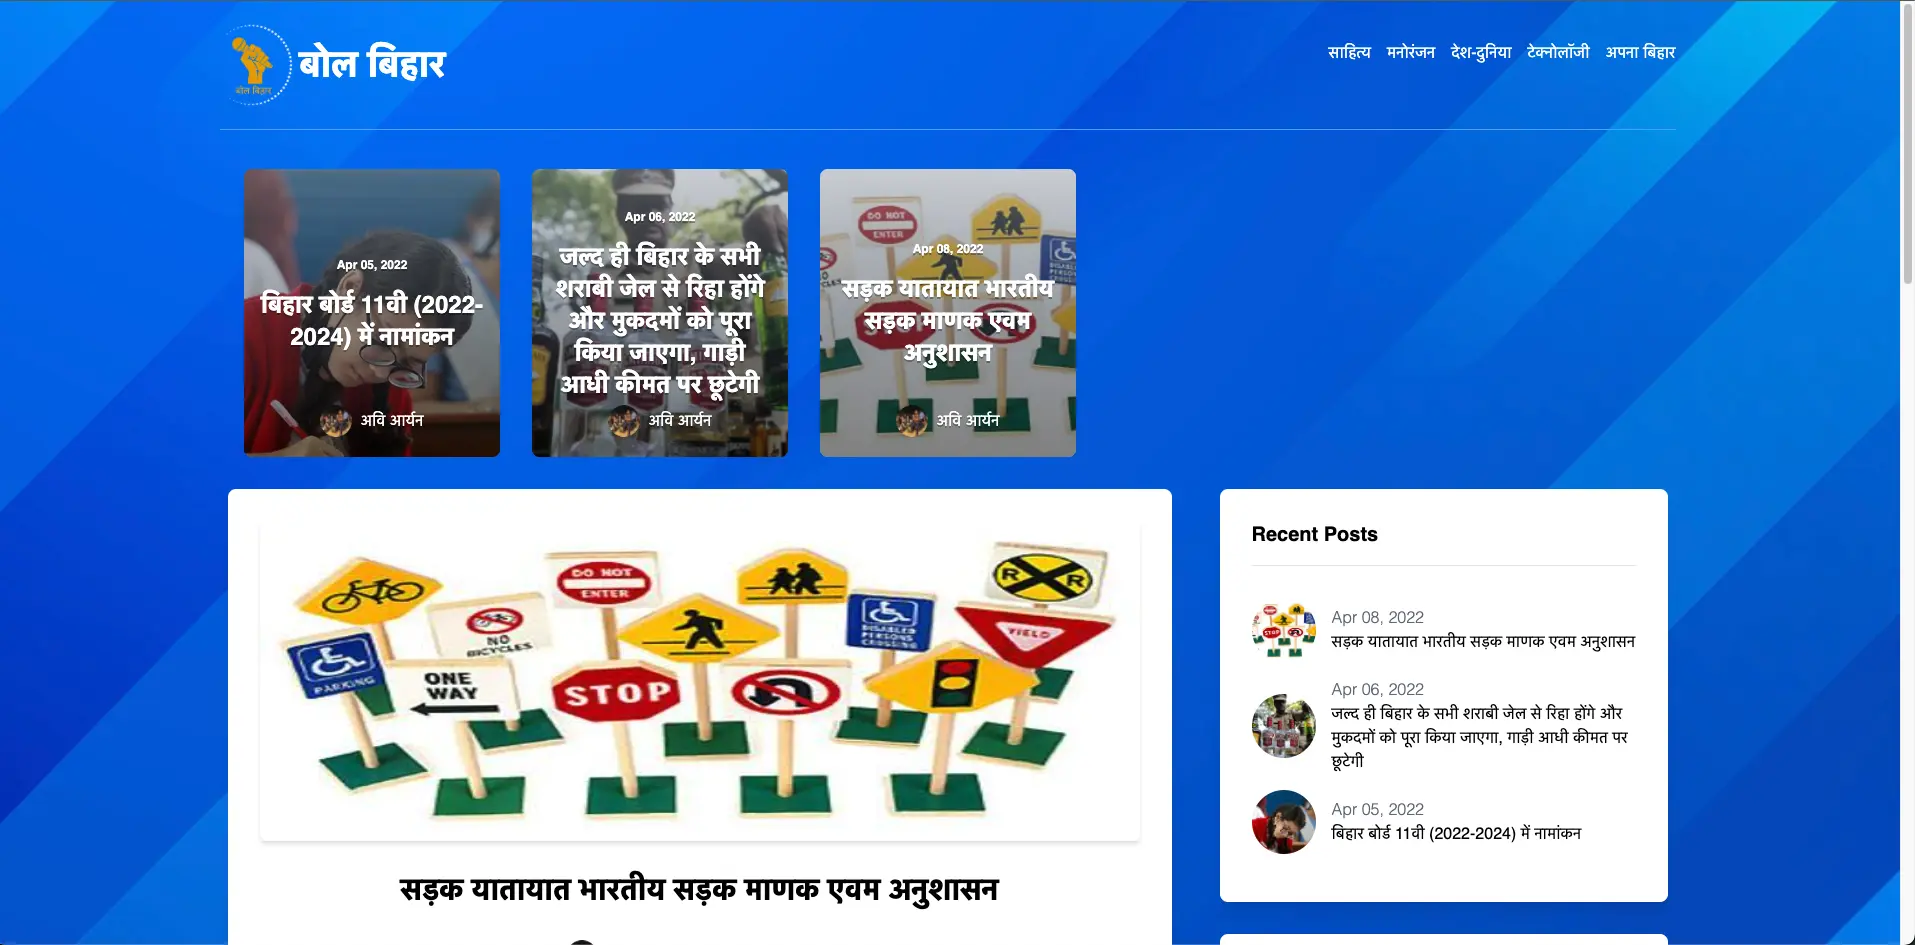 बोल बिहार
बोल बिहार
साहित्य मनोरंजन देश-दुनिया टेक्नोलॉजी अपना बिहार
Apr 05, 2022
बिहार बोर्ड 11वी (2022-
2024) में नामांकन
अवि आर्यन
Apr 06, 2022
जल्द ही बिहार के सभी
शराबी जेल से रिहा होंगे
और मुकदमों को पूरा
किया जाएगा, गाड़ी
आधी कीमत पर छूटेगी
अवि आर्यन
DO NOT
ENTER
Apr 08, 2022
सड़क यातायात भारतीय
सड़क माणक एवम
अनुशासन
अवि आर्यन
DO NOT
ENTER
R R
NO
BICYCLES
DISABLED
PERSONS
CROSSING
YIELD
PARKING
ONE
WAY
STOP
सड़क यातायात भारतीय सड़क माणक एवम अनुशासन
Recent Posts
Apr 08, 2022
सड़क यातायात भारतीय सड़क माणक एवम अनुशासन
Apr 06, 2022
जल्द ही बिहार के सभी शराबी जेल से रिहा होंगे और
मुकदमों को पूरा किया जाएगा, गाड़ी आधी कीमत पर
छूटेगी
Apr 05, 2022
बिहार बोर्ड 11वी (2022-2024) में नामांकन